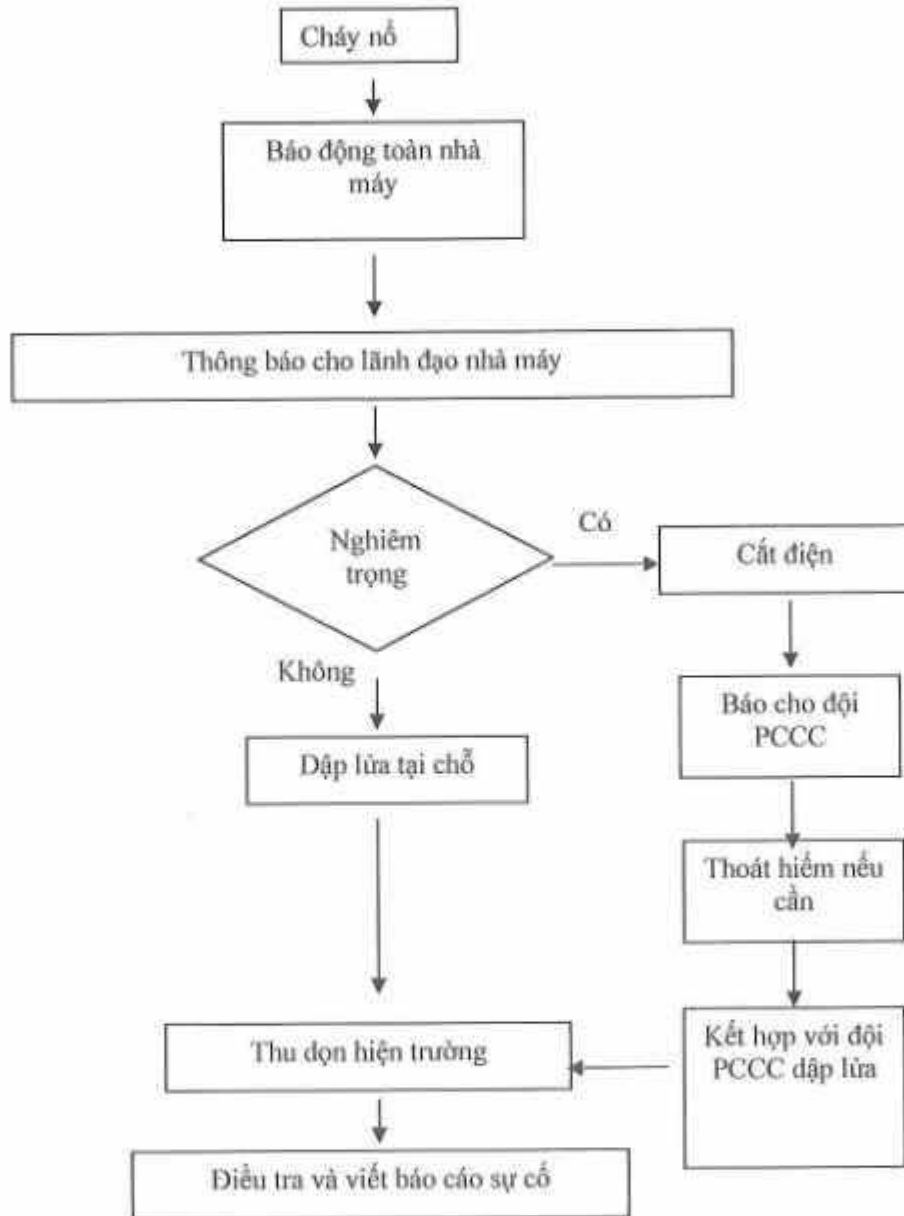 Cháy nổ
Báo động toàn nhà
máy
Thông báo cho lãnh đạo nhà máy
Nghiêm
trọng
Có
Cắt điện
Không
Báo cho đội
PCCC
Dập lửa tại chỗ
Thoát hiểm nếu
cần
Kết hợp với đội
PCCC dập lửa
Thu dọn hiện trường
Điều tra và viết báo cáo sự cố